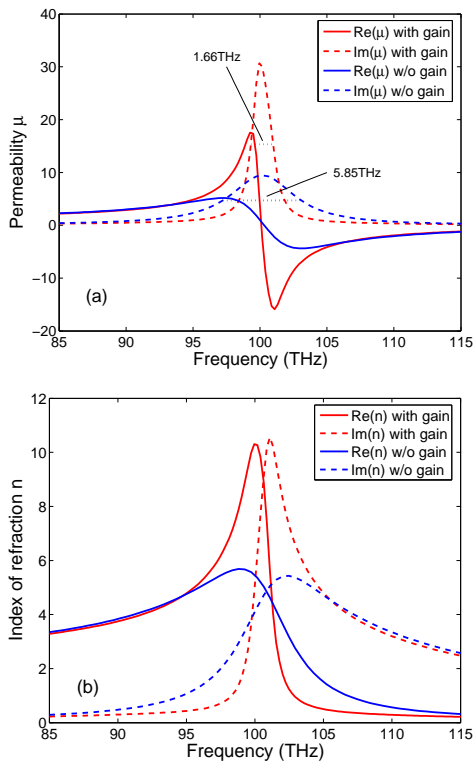 Re(μ) with gain
Im(μ) with gain
Re(μ) w/o gain
Im(μ) w/o gain
1.66THz
5.85THz
40
30
20
10
0
−10
−20
Permeability μ
(a)
85 90 95 100 105 110 115
Frequency (THz)
Re(n) with gain
Im(n) with gain
Re(n) w/o gain
Im(n) w/o gain
12
10
8
6
4
2
0
Index of refraction n
(b)
85 90 95 100 105 110 115
Frequency (THz)